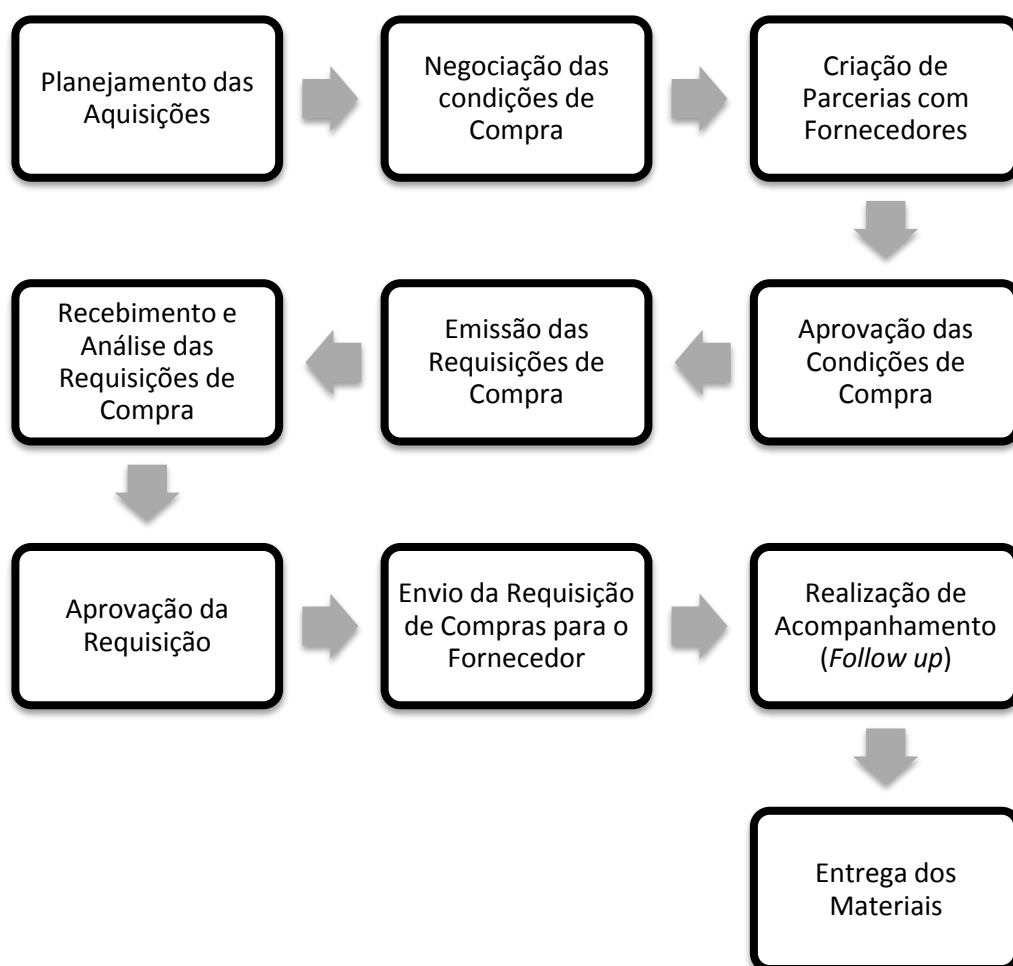 Planejamento das
Aquisições
Negociação das
condições de
Compra
Criação de
Parcerias com
Fornecedores
Aprovação das
Condições de
Compra
Emissão das
Requisições de
Compra
Recebimento e
Análise das
Requisições de
Compra
Aprovação da
Requisição
Envio da Requisição
de Compras para o
Fornecedor
Realização de
Acompanhamento
(Follow up)
Entrega dos
Materiais